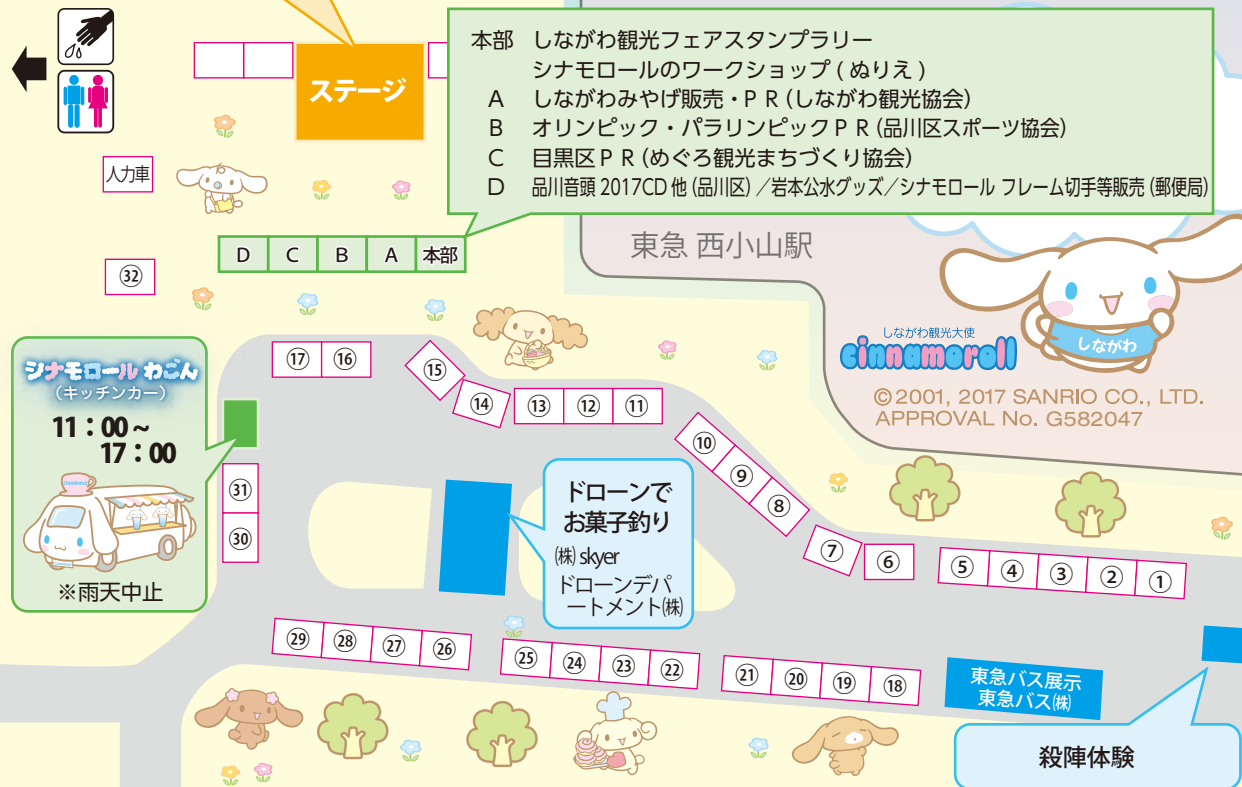 ステージ
本部 しながわ観光フェアスタンプラリー
シナモロールのワークショップ ( ぬりえ )
A しながわみやげ販売・PR (しながわ観光協会)
B オリンピック・パラリンピックPR (品川区スポーツ協会)
C 目黒区PR (めぐろ観光まちづくり協会)
D 品川音頭 2017CD 他 (品川区) /岩本公水グッズ/シナモロール フレーム切手等販売 (郵便局)
人力車
D C B A 本部
東急 西小山駅
㉜
しながわ観光大使
cinnamoroll
しながわ
©2001, 2017 SANRIO CO., LTD.
APPROVAL No. G582047
シナモロール わごん
(キッチンカー)
11:00~
17:00
※雨天中止
⑰ ⑯ ⑮ ⑭ ⑬ ⑫ ⑪
⑩ ⑨ ⑧ ⑦ ⑥ ⑤ ④ ③ ② ①
㉛
㉚
ドローンで
お菓子釣り
㈱ skyer
ドローンデパ
ートメント㈱
㉙ ㉘ ㉗ ㉖ ㉕ ㉔ ㉓ ㉒ ㉑ ⑳ ⑲ ⑱
東急バス展示
東急バス㈱
殺陣体験